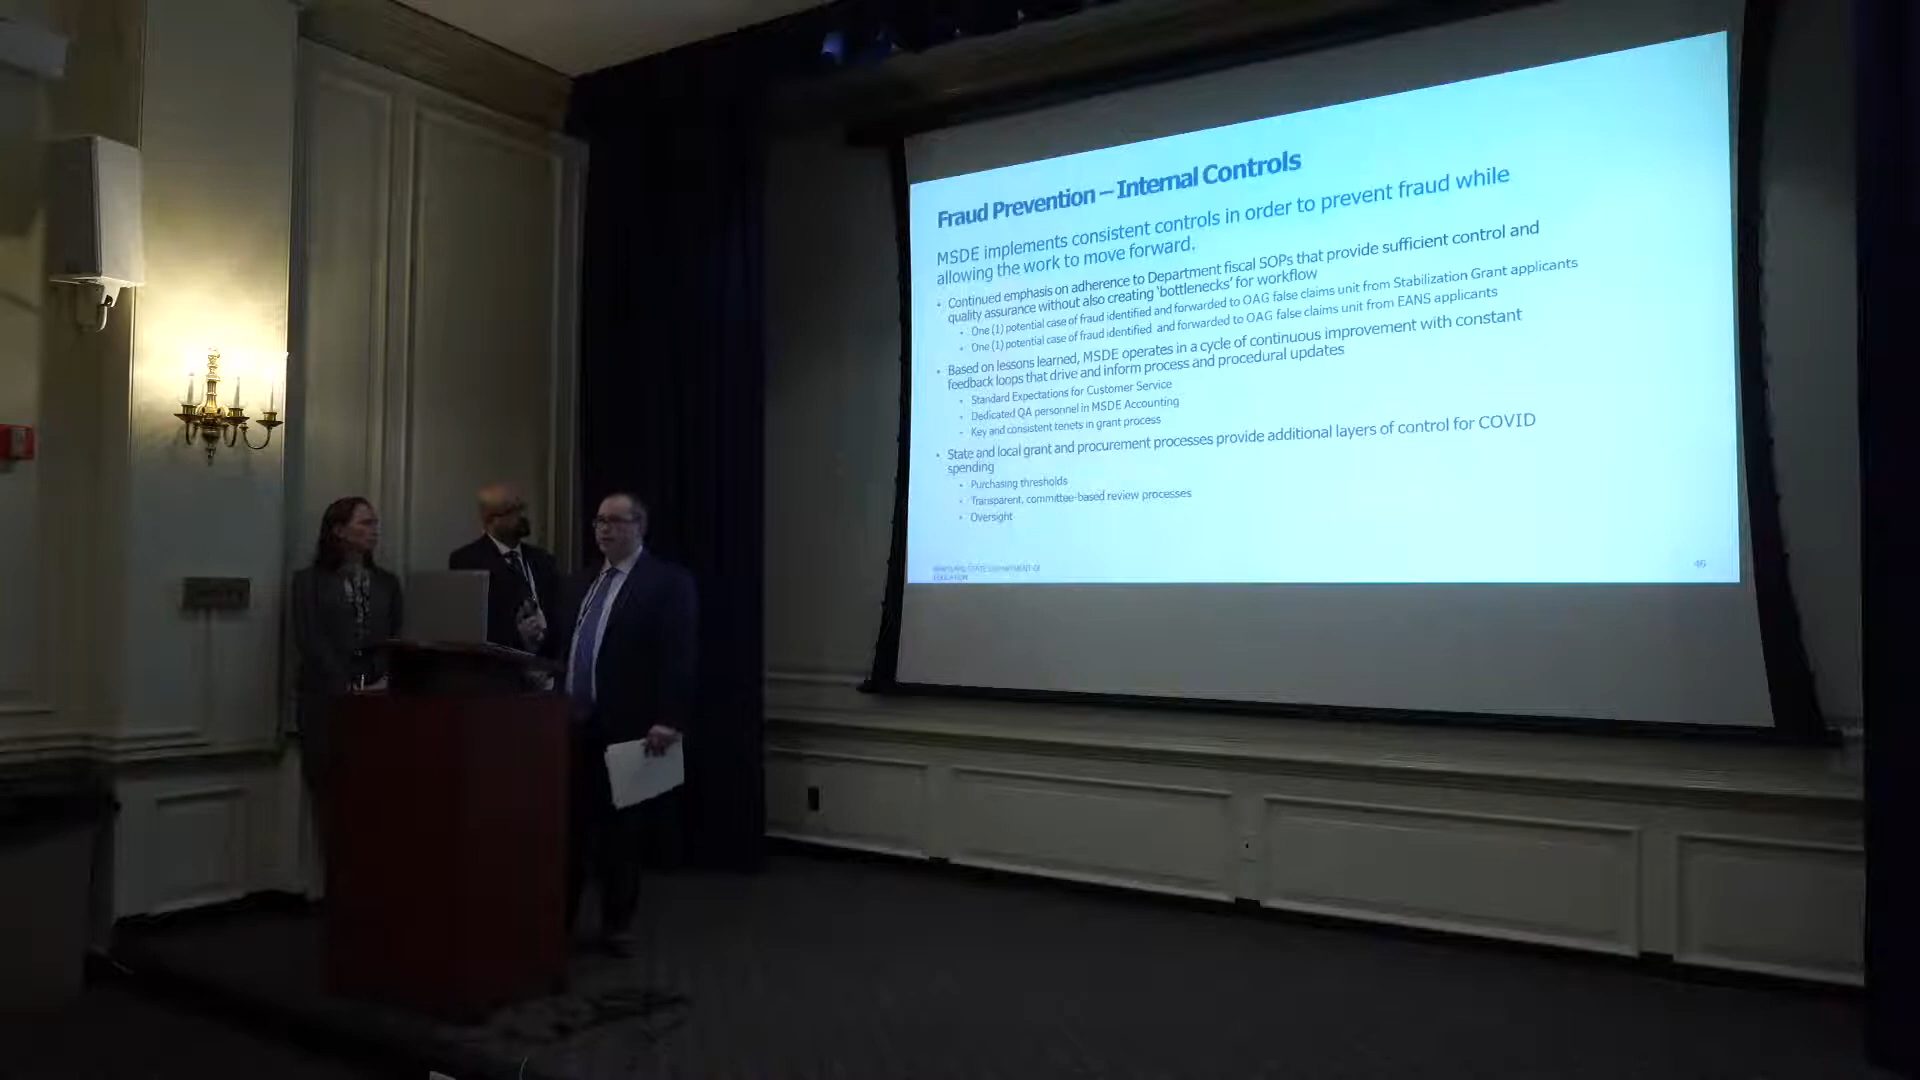 Fraud Prevention – Internal Controls
MSDE implements consistent controls in order to prevent fraud while
allowing the work to move forward.
• Continued emphasis on adherence to Department fiscal SOPs that provide sufficient control and
quality assurance without also creating ‘bottlenecks’ for workflow
• One (1) potential case of fraud identified and forwarded to OAG false claims unit from Stabilization Grant applicants
• One (1) potential case of fraud identified and forwarded to OAG false claims unit from EANS applicants
• Based on lessons learned, MSDE operates in a cycle of continuous improvement with constant
feedback loops that drive and inform process and procedural updates
• Standard Expectations for Customer Service
• Dedicated QA personnel in MSDE Accounting
• Key and consistent tenets in grant process
• State and local grant and procurement processes provide additional layers of control for COVID
spending
• Purchasing thresholds
• Transparent, committee-based review processes
• Oversight
MARYLAND STATE DEPARTMENT OF
EDUCATION
46